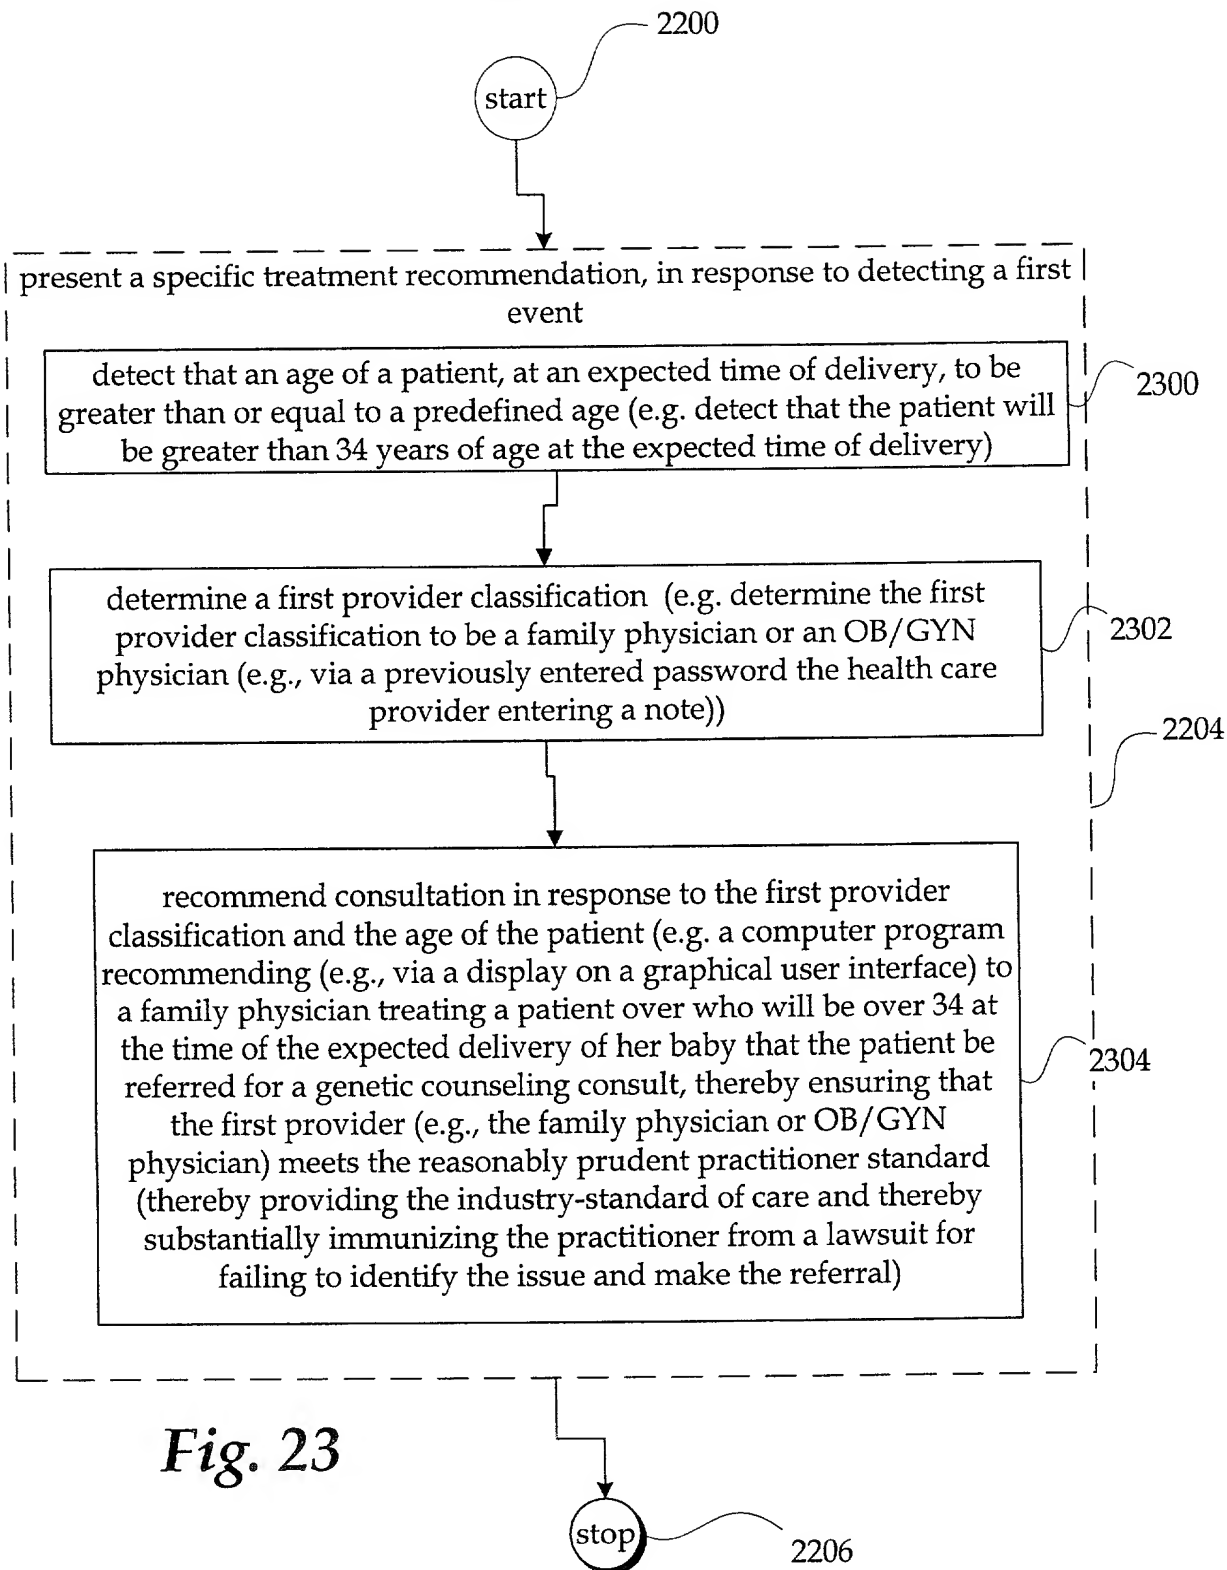 2200
start
present a specific treatment recommendation, in response to detecting a first
event
detect that an age of a patient, at an expected time of delivery, to be
greater than or equal to a predefined age (e.g. detect that the patient will
be greater than 34 years of age at the expected time of delivery)
2300
determine a first provider classification (e.g. determine the first
provider classification to be a family physician or an OB/GYN
physician (e.g., via a previously entered password the health care
provider entering a note))
2302
2204
recommend consultation in response to the first provider
classification and the age of the patient (e.g. a computer program
recommending (e.g., via a display on a graphical user interface) to
a family physician treating a patient over who will be over 34 at
the time of the expected delivery of her baby that the patient be
referred for a genetic counseling consult, thereby ensuring that
the first provider (e.g., the family physician or OB/GYN
physician) meets the reasonably prudent practitioner standard
(thereby providing the industry-standard of care and thereby
substantially immunizing the practitioner from a lawsuit for
failing to identify the issue and make the referral)
2304
Fig. 23
stop
2206